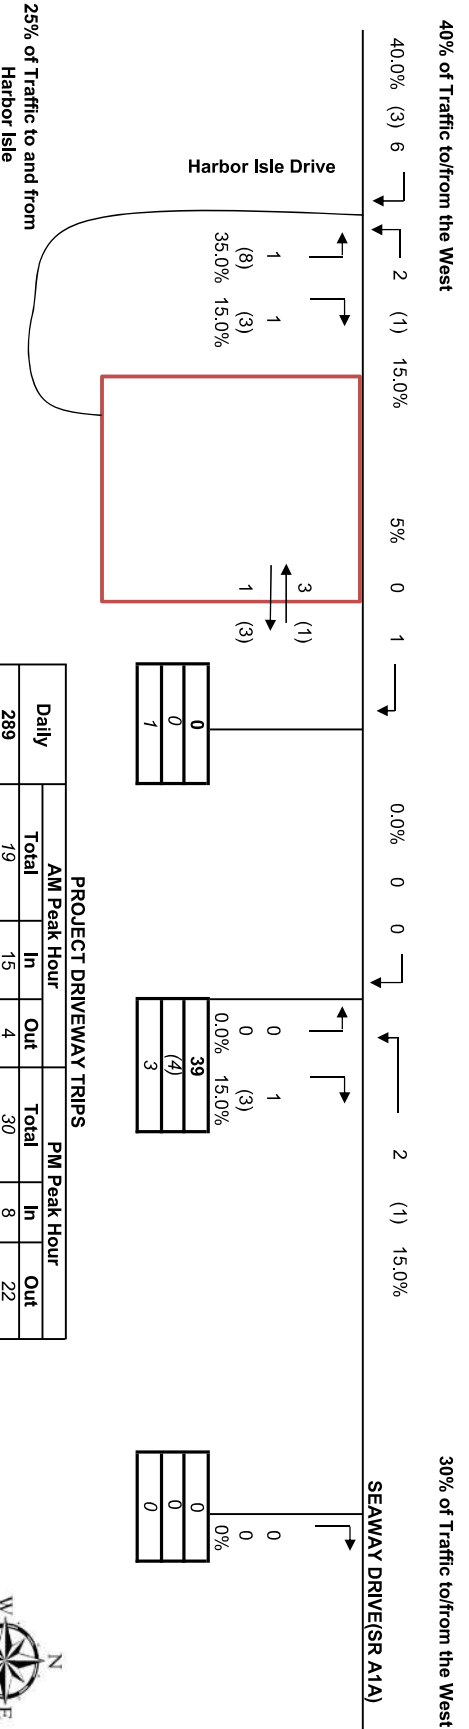 40% of Traffic to/from the West
30% of Traffic to/from the West
40.0% (3) 6
2 (1) 15.0%
5% 0 1
0.0% 0 0
2 (1) 15.0%
SEAWAY DRIVE(SR A1A)
Harbor Isle Drive
1 1
(8) (3)
35.0% 15.0%
3 (1)
1 (3)
0 1
0 (3)
0.0% 15.0%
0
0
0%
0
0
1
39
(4)
3
0
0
0
25% of Traffic to and from
Harbor Isle
PROJECT DRIVEWAY TRIPS
Daily AM Peak Hour PM Peak Hour
Total In Out Total In Out
289 19 15 4 30 8 22
N
W E